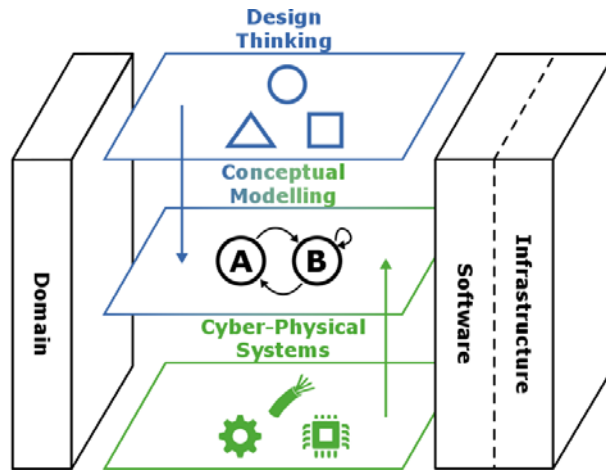 Design
Thinking
Conceptual
Modelling
A
B
Cyber-Physical
Systems
Domain
Software
Infrastructure